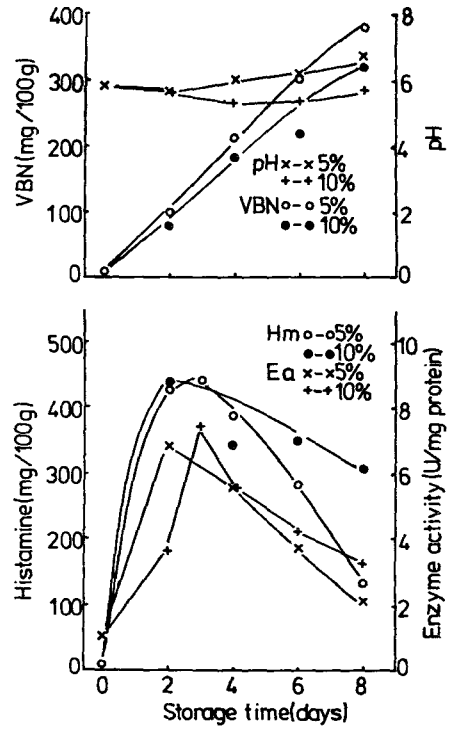 400
300
200
100
0
VBN(mg/100g)
8
6
4
2
0
pH
pH x-x 5%
+-+ 10%
VBN o-o 5%
●-● 10%
500
400
300
200
100
0
Histamine(mg/100g)
10
8
6
4
2
0
Enzyme activity(U/mg protein)
Hm o-o 5%
●-● 10%
Ea x-x 5%
+-+ 10%
0 2 4 6 8
Storage time(days)